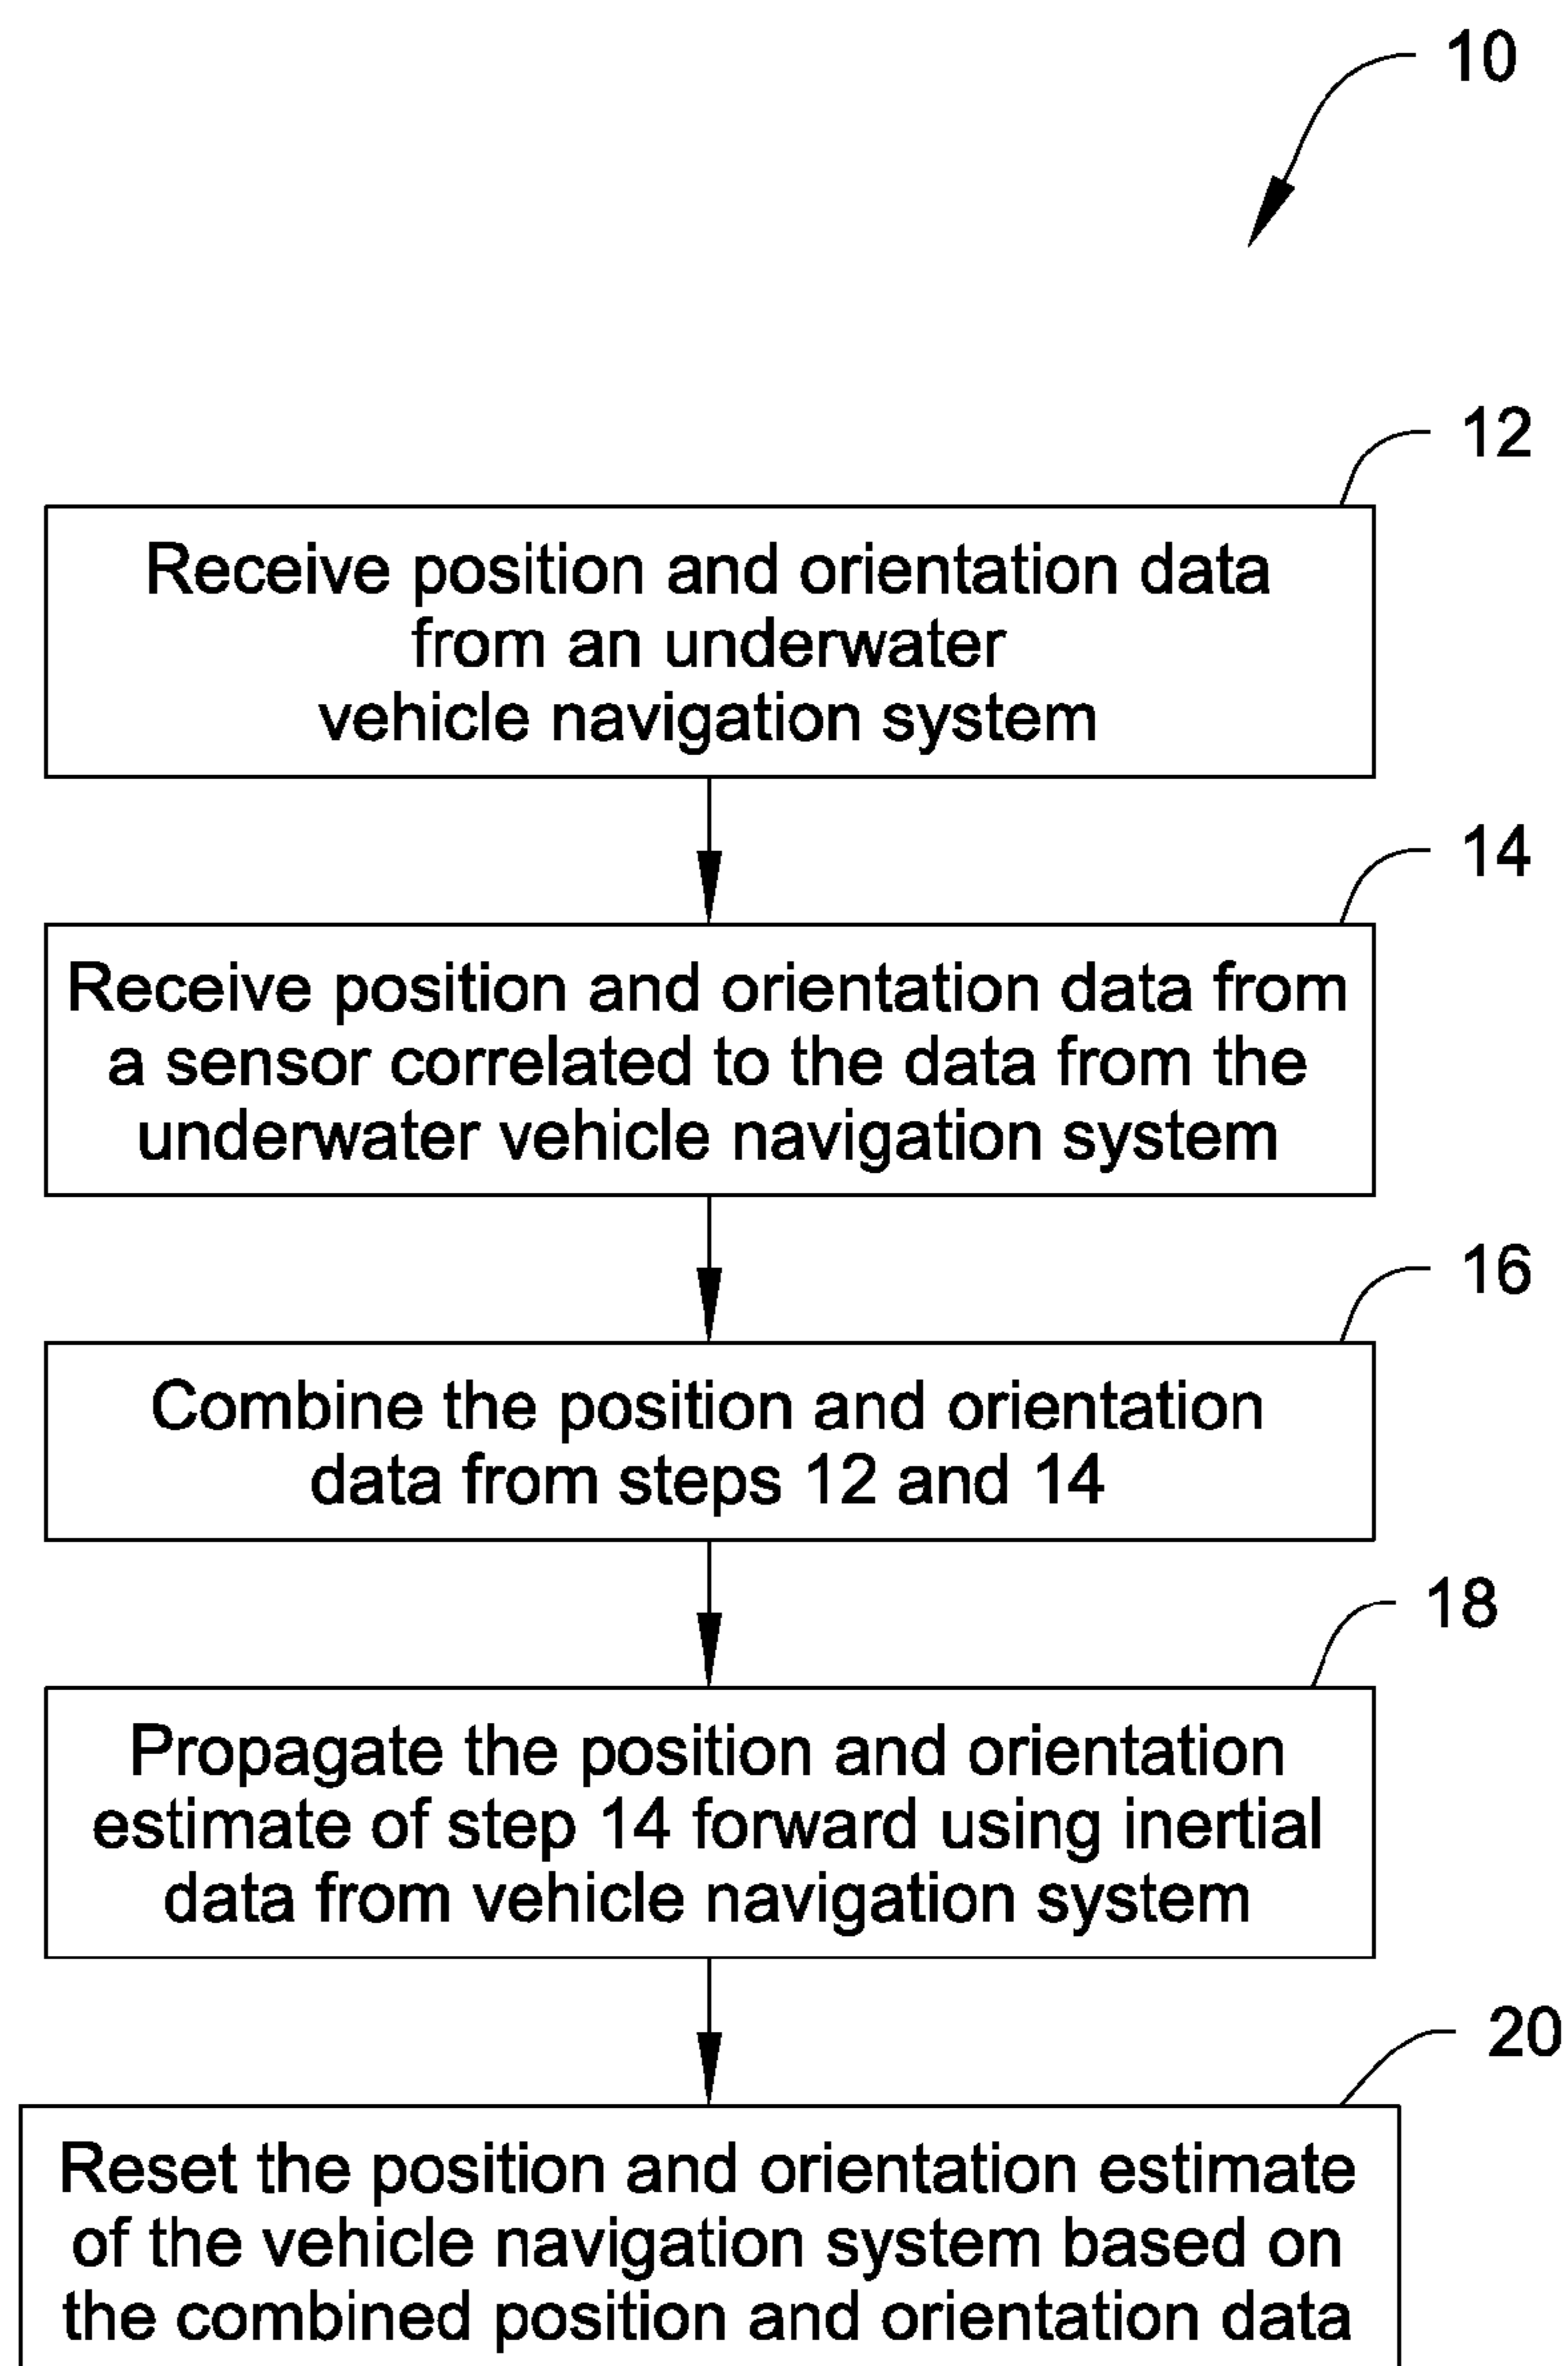 10
12
Receive position and orientation data
from an underwater
vehicle navigation system
14
Receive position and orientation data from
a sensor correlated to the data from the
underwater vehicle navigation system
16
Combine the position and orientation
data from steps 12 and 14
18
Propagate the position and orientation
estimate of step 14 forward using inertial
data from vehicle navigation system
20
Reset the position and orientation estimate
of the vehicle navigation system based on
the combined position and orientation data